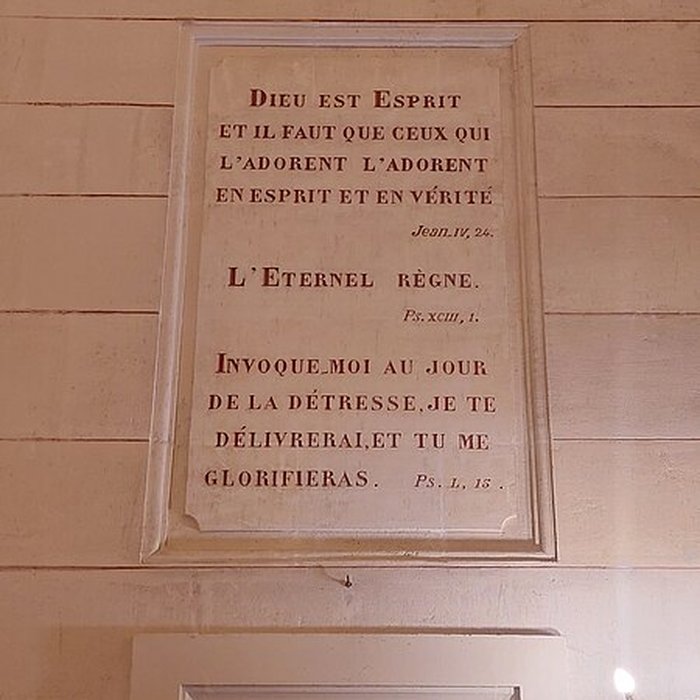 DIEU EST ESPRIT
ET IL FAUT QUE CEUX QUI
L'ADORENT L'ADORENT
EN ESPRIT ET EN VÉRITÉ
Jean. IV, 24.
L'ETERNEL RÈGNE.
Ps. XCIII, 1.
INVOQUE-MOI AU JOUR
DE LA DÉTRESSE, JE TE
DÉLIVRERAI, ET TU ME
GLORIFIERAS. Ps. L, 15.